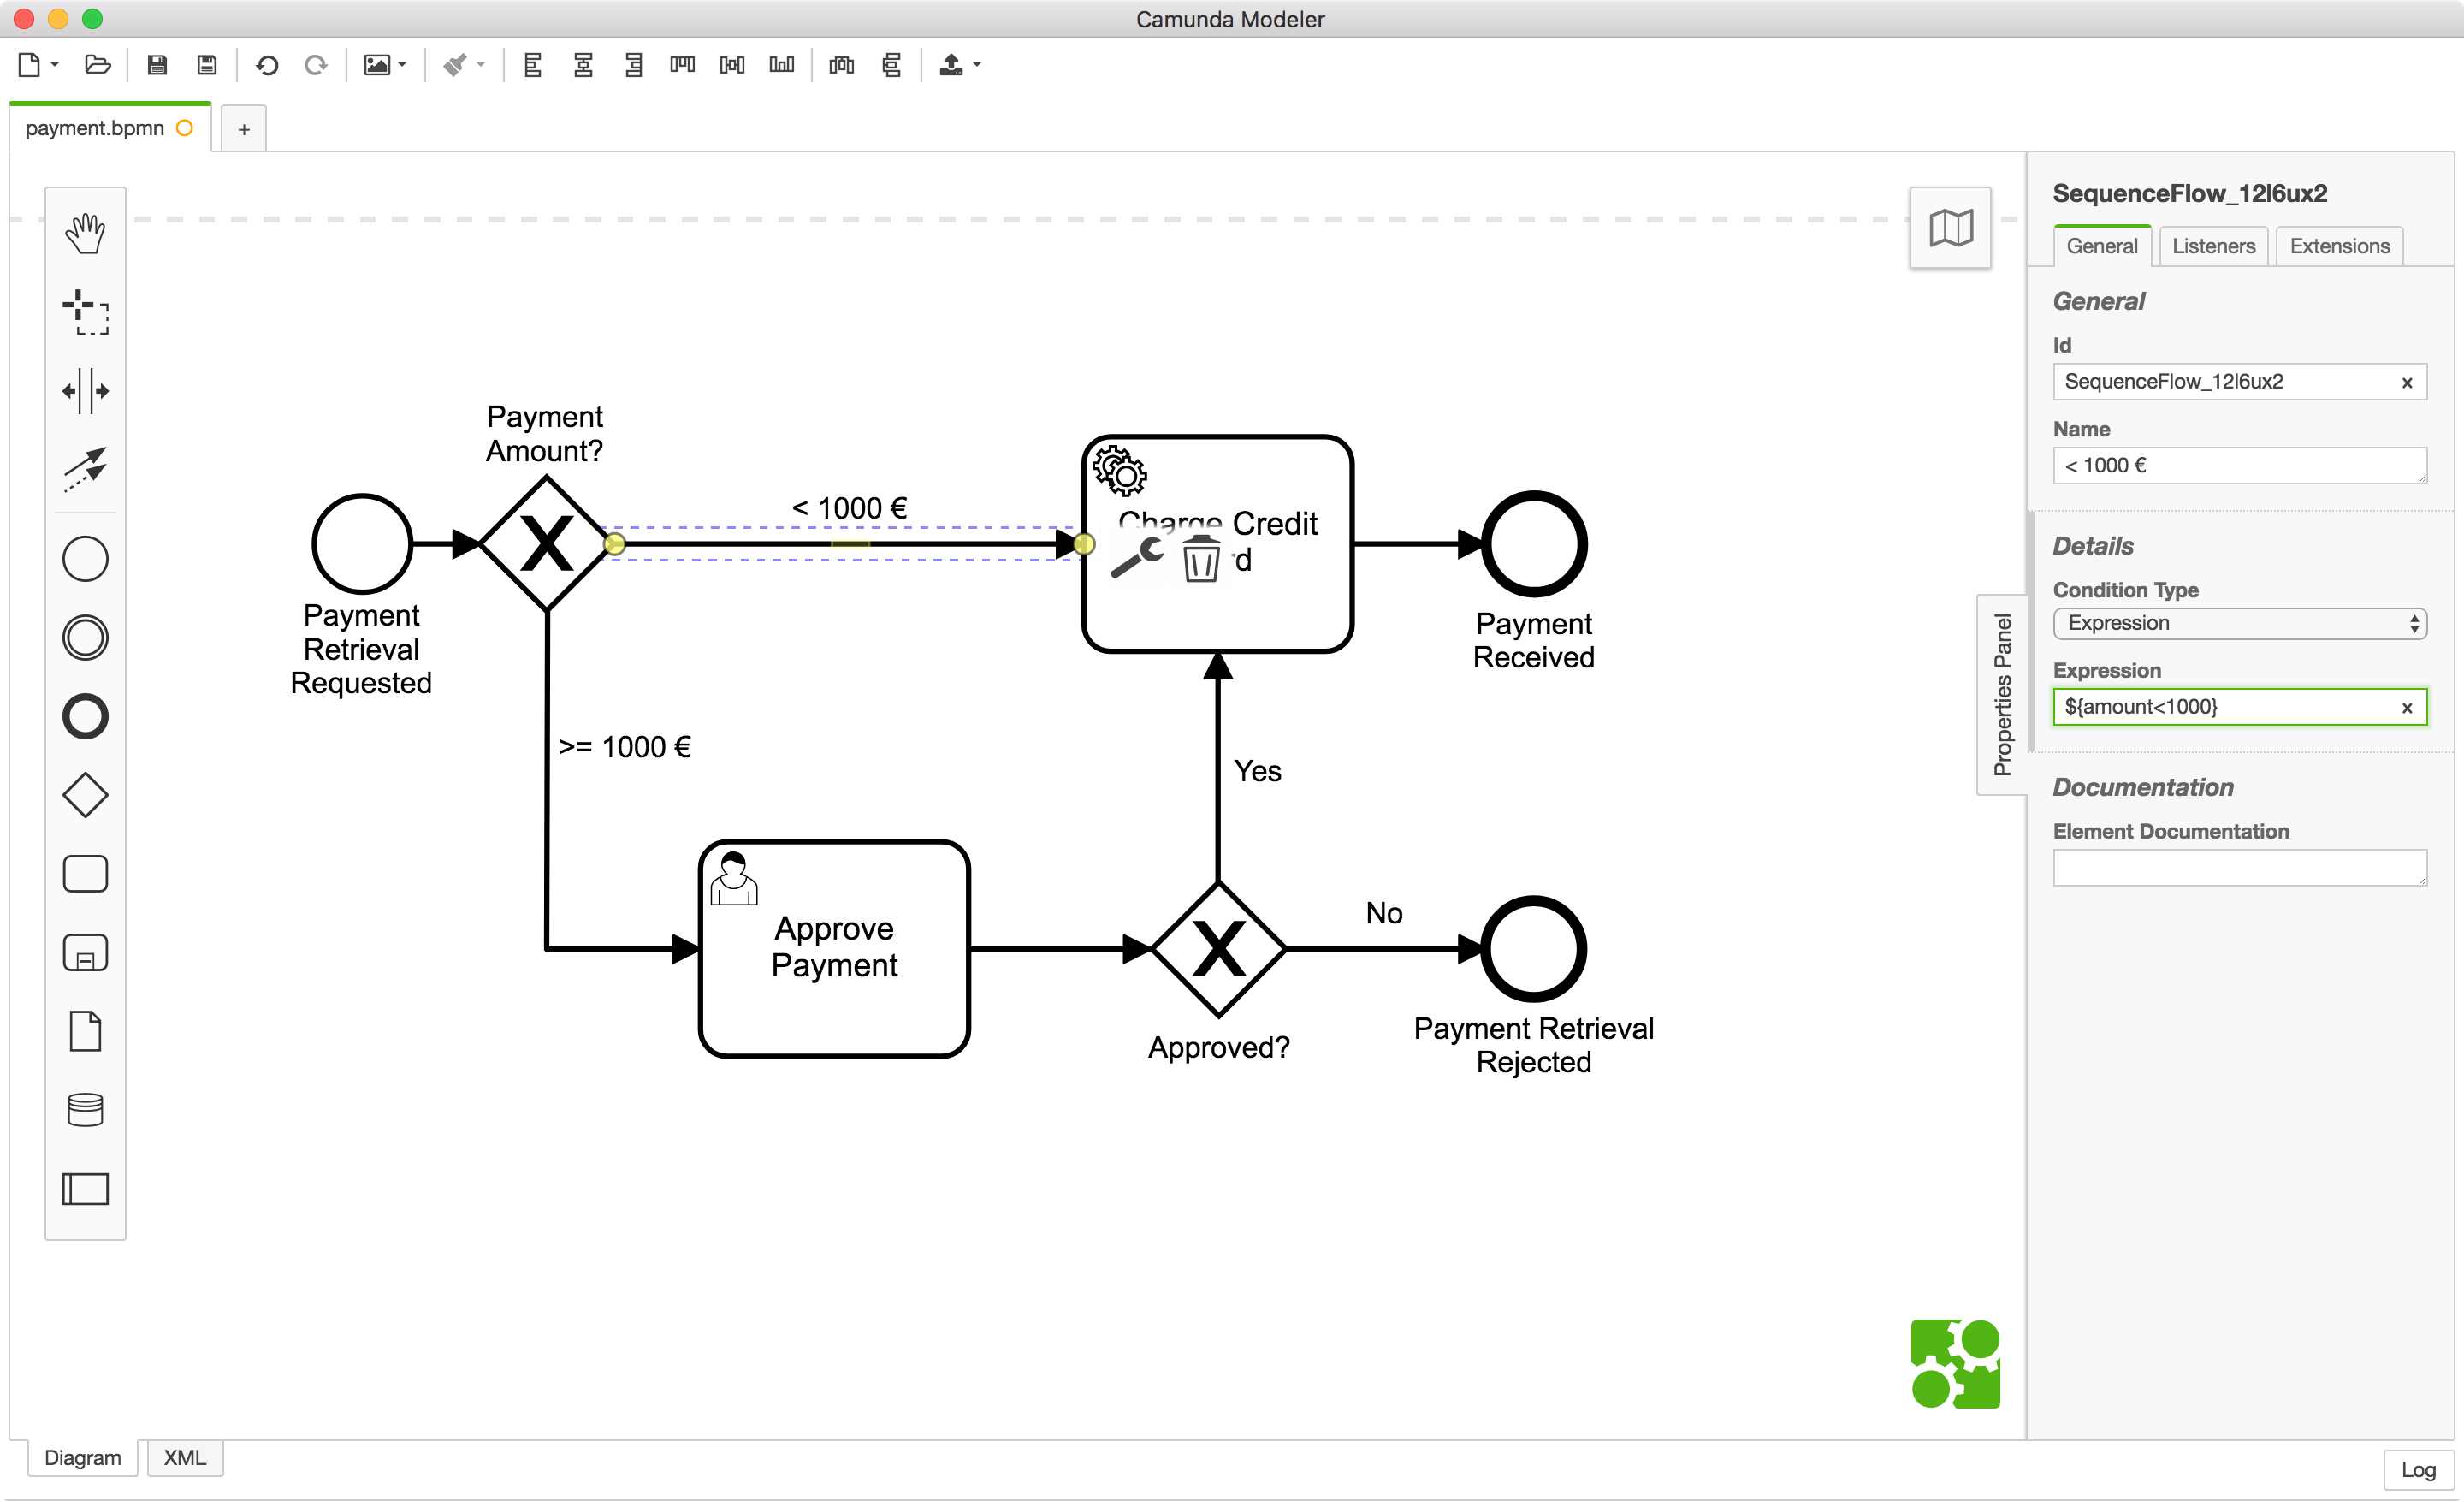 Camunda Modeler
payment.bpmn
+
SequenceFlow_12l6ux2
General
Listeners
Extensions
General
Id
SequenceFlow_12l6ux2
Name
< 1000 €
Details
Condition Type
Expression
Expression
${amount<1000}
Documentation
Element Documentation
Properties Panel
Payment
Amount?
< 1000 €
Charge Credit
d
Payment
Retrieval
Requested
Payment
Received
>= 1000 €
Yes
Approve
Payment
No
Approved?
Payment Retrieval
Rejected
Diagram
XML
Log